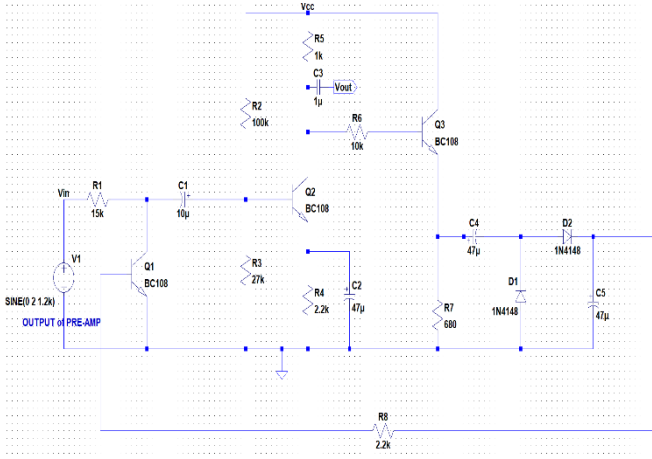 Vcc
R5
1k
C3
Vout
1µ
R2
100k
R6
10k
Q3
BC108
Vin
R1
15k
C1
10µ
Q2
BC108
C4
47µ
D2
1N4148
V1
SINE(0 2 1.2k)
OUTPUT of PRE-AMP
Q1
BC108
R3
27k
R4
2.2k
C2
47µ
R7
680
D1
1N4148
C5
47µ
R8
2.2k